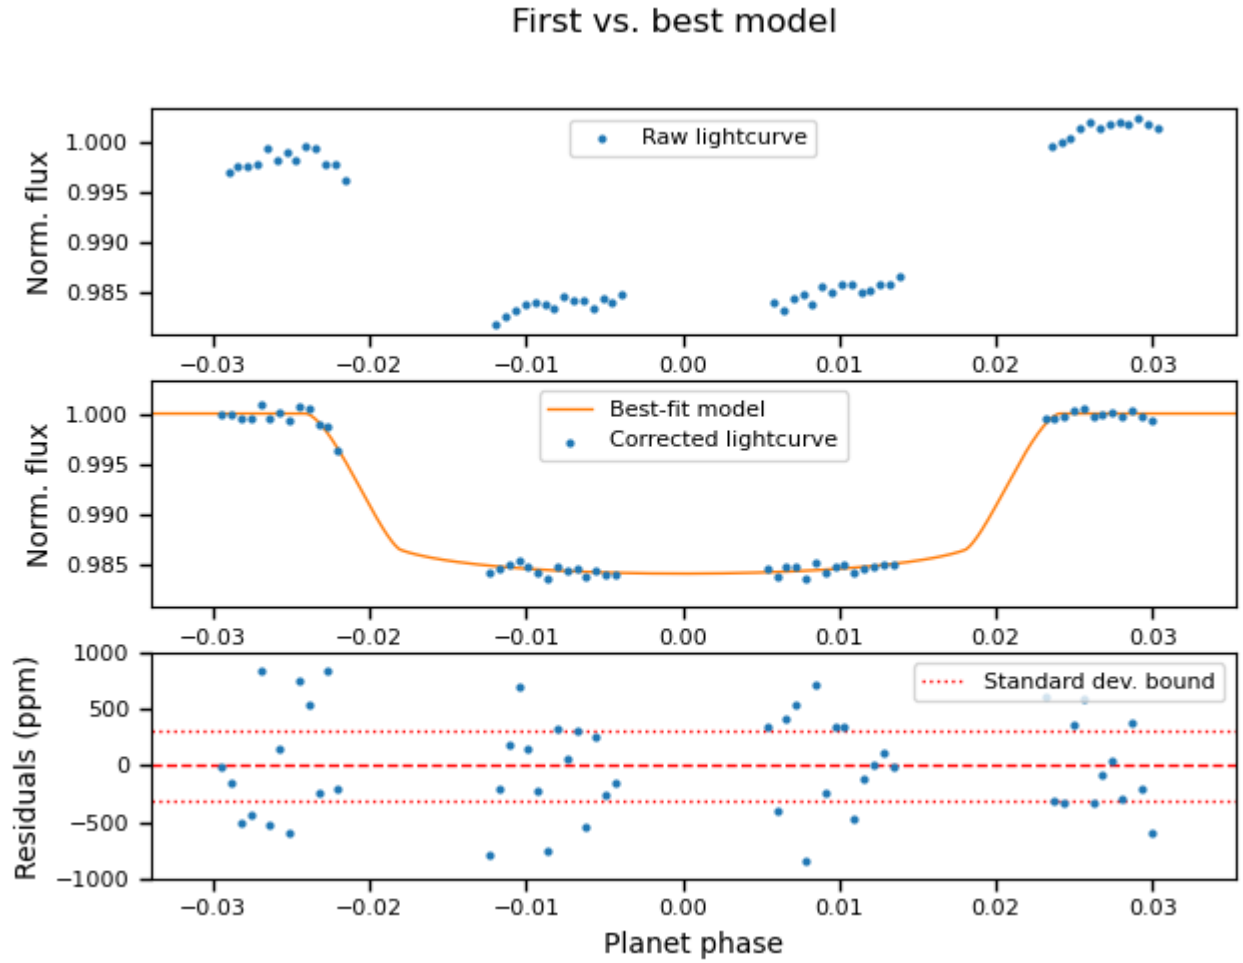 First vs. best model
Norm. flux
1.000
0.995
0.990
0.985
Raw lightcurve
−0.03 −0.02 −0.01 0.00 0.01 0.02 0.03
Norm. flux
1.000
0.995
0.990
0.985
Best-fit model
Corrected lightcurve
−0.03 −0.02 −0.01 0.00 0.01 0.02 0.03
Residuals (ppm)
1000
500
0
−500
−1000
Standard dev. bound
−0.03 −0.02 −0.01 0.00 0.01 0.02 0.03
Planet phase